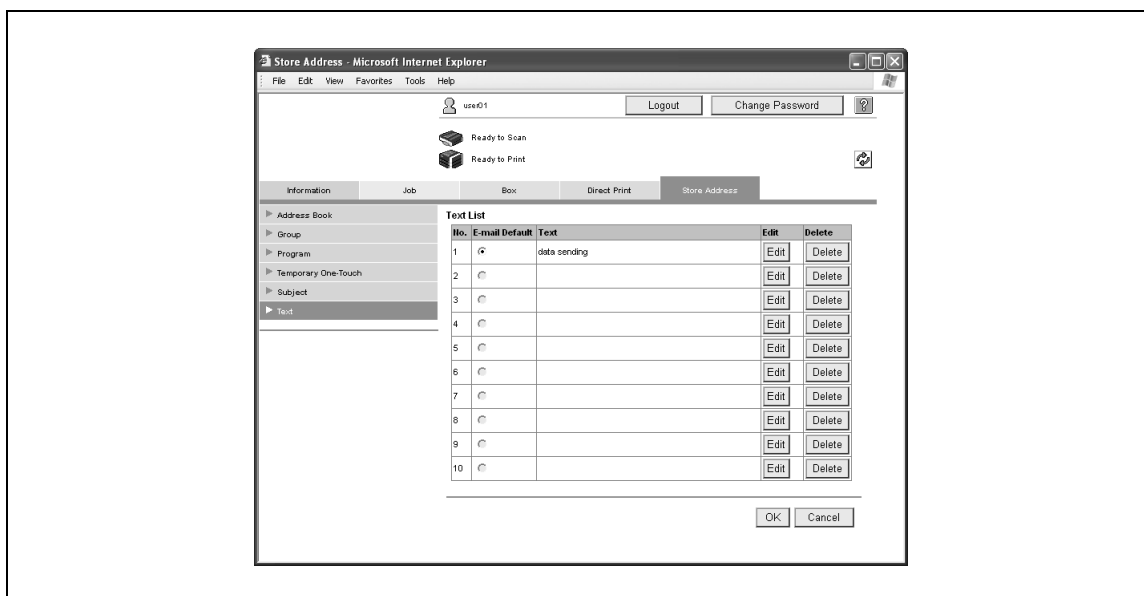 Store Address - Microsoft Internet Explorer
File Edit View Favorites Tools Help
user01 Logout Change Password ?
Ready to Scan
Ready to Print
Information Job Box Direct Print Store Address
Address Book
Group
Program
Temporary One-Touch
Subject
Text
Text List
No. E-mail Default Text Edit Delete
1 data sending Edit Delete
2 Edit Delete
3 Edit Delete
4 Edit Delete
5 Edit Delete
6 Edit Delete
7 Edit Delete
8 Edit Delete
9 Edit Delete
10 Edit Delete
OK Cancel